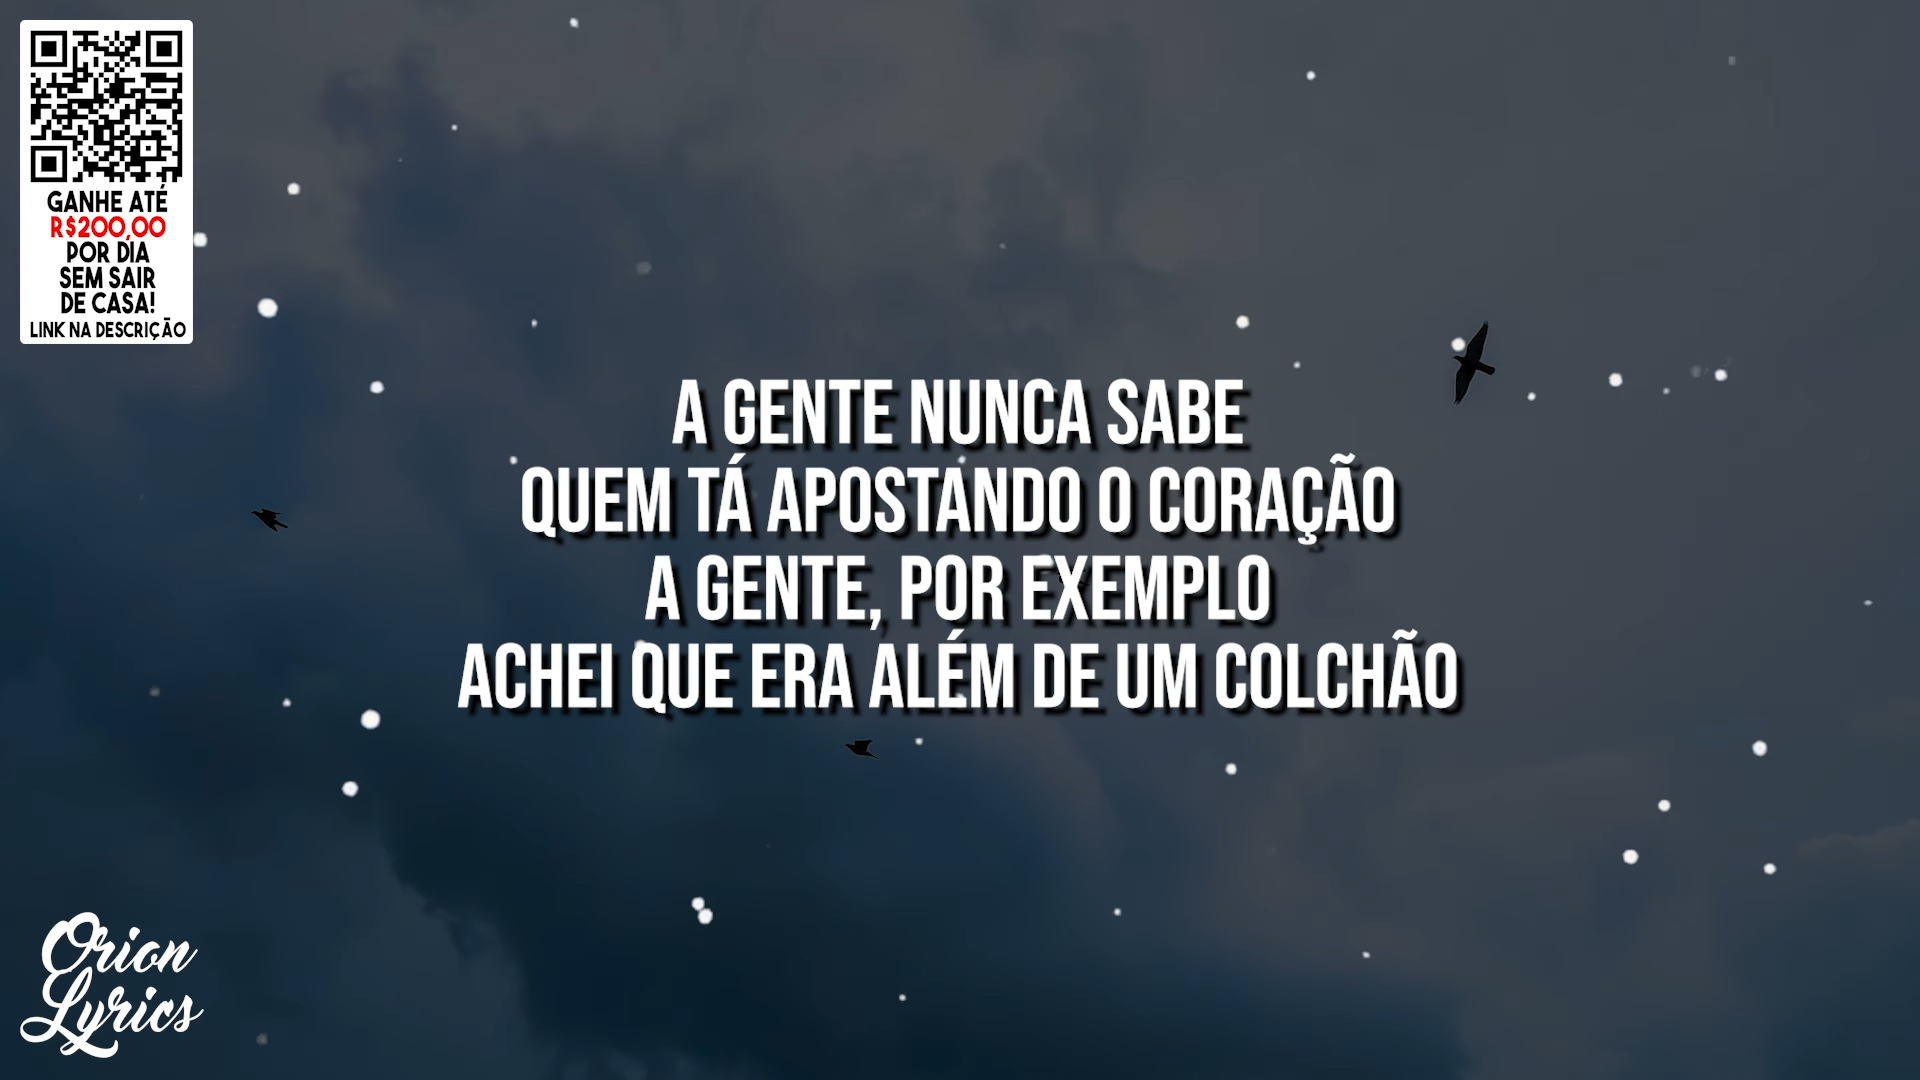 GANHE ATÉ
R$200,00
POR DIA
SEM SAIR
DE CASA!
LINK NA DESCRIÇÃO
A GENTE NUNCA SABE
QUEM TÁ APOSTANDO O CORAÇÃO
A GENTE, POR EXEMPLO
ACHEI QUE ERA ALÉM DE UM COLCHÃO
Orion
Lyrics